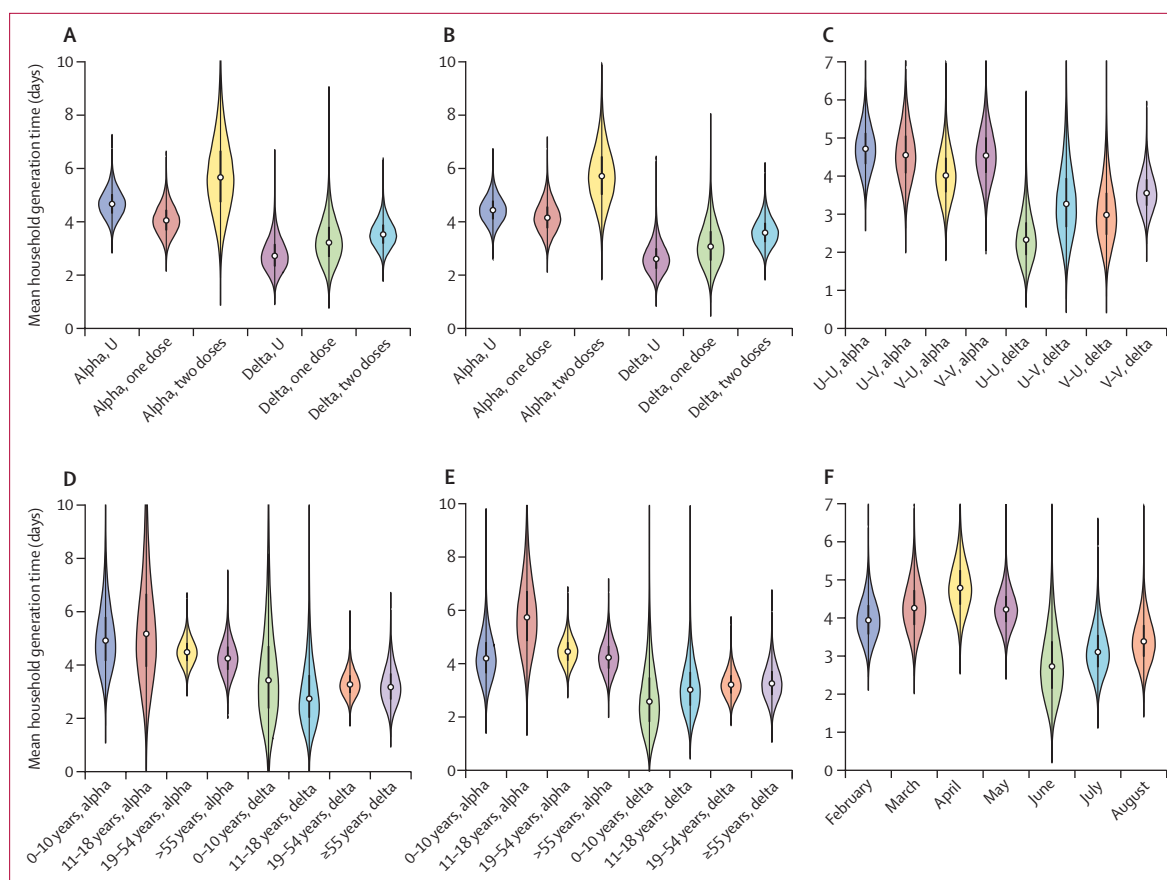 A
B
C
Mean household generation time (days)
10
8
6
4
2
0
Alpha, U
Alpha, one dose
Alpha, two doses
Delta, U
Delta, one dose
Delta, two doses
10
8
6
4
2
0
Alpha, U
Alpha, one dose
Alpha, two doses
Delta, U
Delta, one dose
Delta, two doses
7
6
5
4
3
2
1
0
U–U, alpha
U–V, alpha
V–U, alpha
V–V, alpha
U–U, delta
U–V, delta
V–U, delta
V–V, delta
D
E
F
Mean household generation time (days)
10
8
6
4
2
0
0–10 years, alpha
11–18 years, alpha
19–54 years, alpha
>55 years, alpha
0–10 years, delta
11–18 years, delta
19–54 years, delta
≥55 years, delta
10
8
6
4
2
0
0–10 years, alpha
11–18 years, alpha
19–54 years, alpha
>55 years, alpha
0–10 years, delta
11–18 years, delta
19–54 years, delta
≥55 years, delta
7
6
5
4
3
2
1
0
February
March
April
May
June
July
August